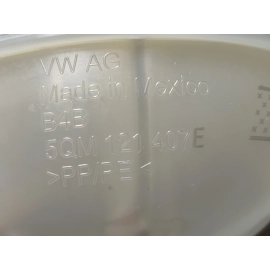 VW AG
Made in Mexico
B4B
5QM 121 407 E
>PP/PE<